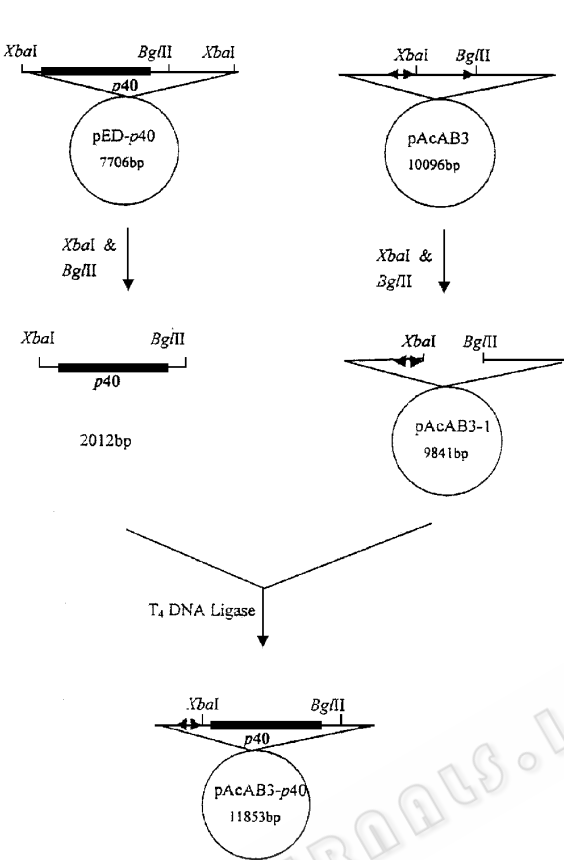 XbaI BglII XbaI
p40
pED-p40
7706bp
XbaI BglII
pAcAB3
10096bp
XbaI &
BglII
XbaI &
BglII
XbaI BglII
p40
2012bp
XbaI BglII
pAcAB3-1
9841bp
T4 DNA Ligase
XbaI BglII
p40
pAcAB3-p40
11853bp